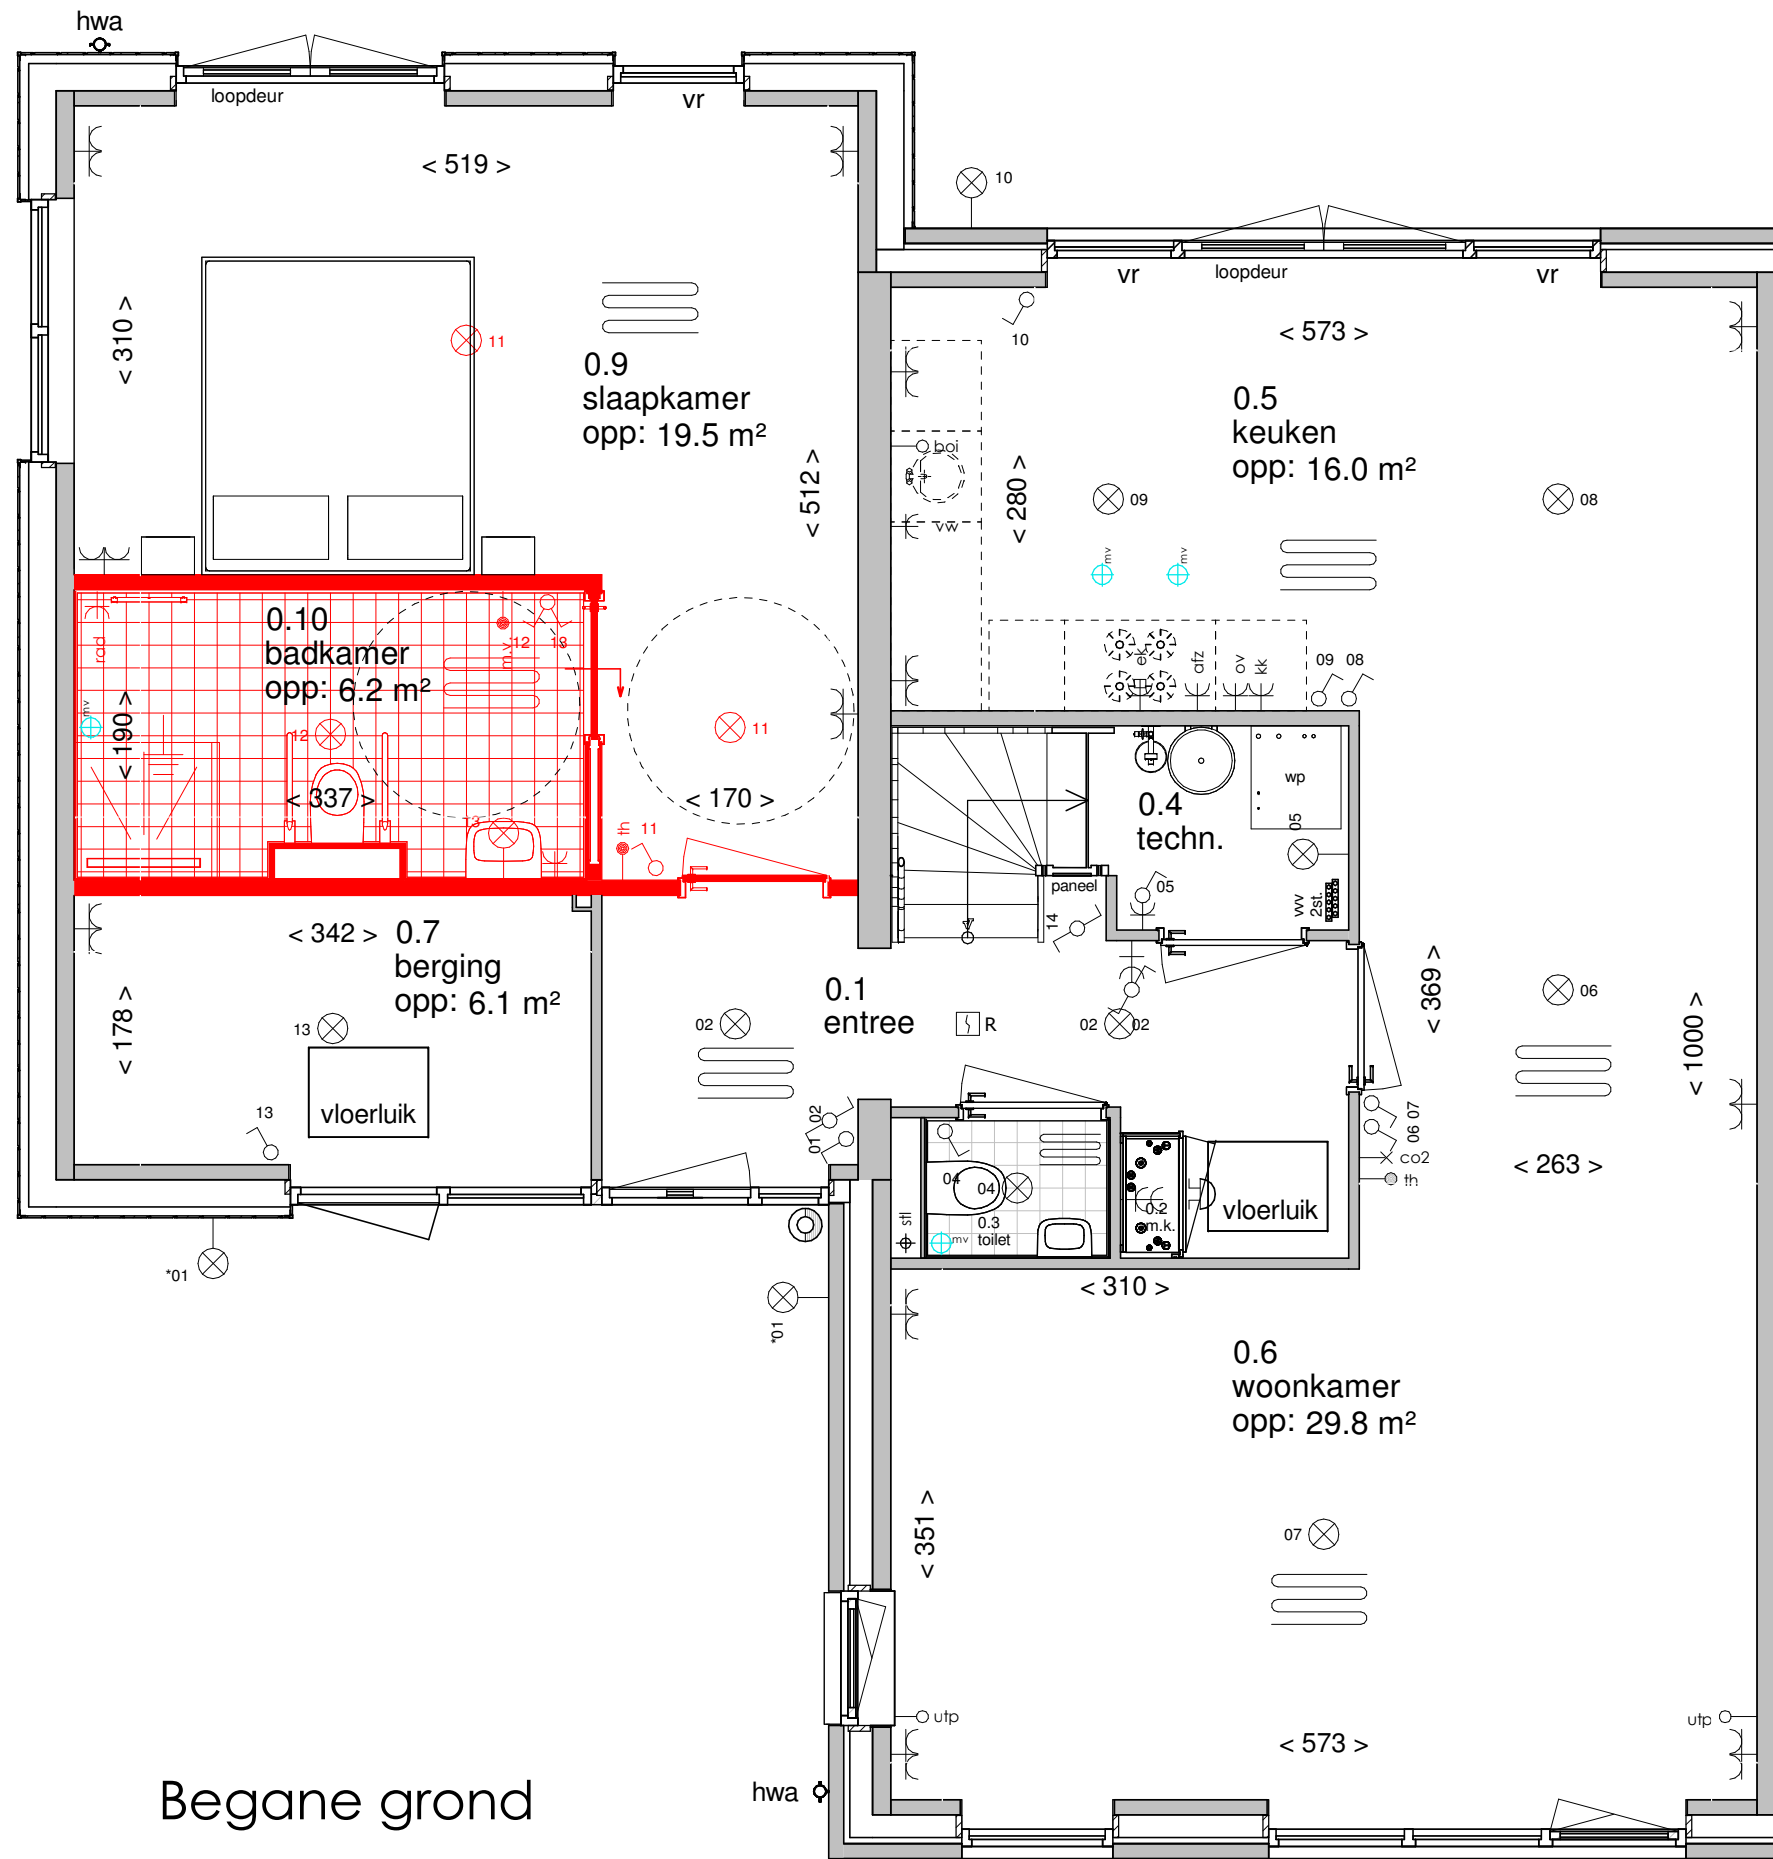 hwa
loopdeur
vr
< 519 >
10
vr
loopdeur
vr
< 310 >
11
0.9
slaapkamer
opp: 19.5 m²
< 512 >
10
< 573 >
0.5
keuken
opp: 16.0 m²
boi
vw
< 280 >
09
08
mv
mv
rad
0.10
badkamer
opp: 6.2 m²
m.v.
12
13
ek
afz
ov
kk
09 08
mv
< 190 >
12
< 337 >
13
11
< 170 >
th
11
0.4
techn.
wp
05
05
paneel
14
wv
2st.
< 342 >
0.7
berging
opp: 6.1 m²
< 178 >
13
vloerluik
13
02
0.1
entree
R
02
02
01
02
< 369 >
06
< 1000 >
06 07
co2
th
< 263 >
04
04
0.3
toilet
mv
stl
0.2
m.k.
vloerluik
*01
*01
< 310 >
0.6
woonkamer
opp: 29.8 m²
< 351 >
07
utp
utp
< 573 >
hwa
Begane grond